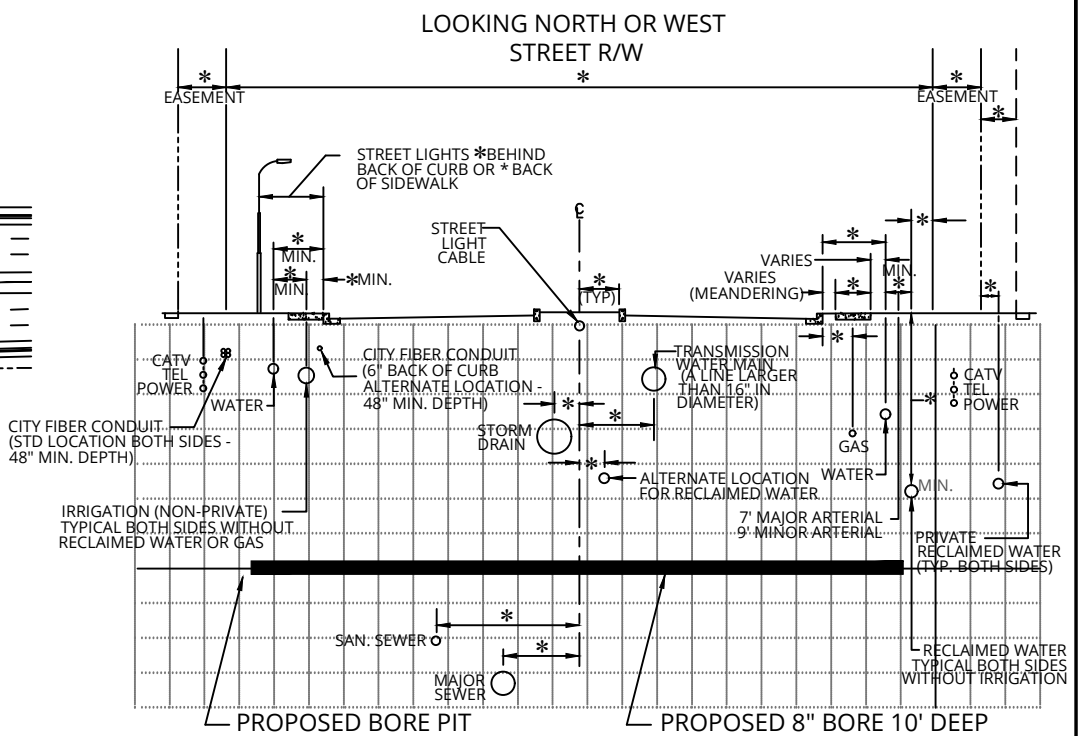 LOOKING NORTH OR WEST
STREET R/W
*
*
*
EASEMENT
EASEMENT
*
STREET LIGHTS *BEHIND
BACK OF CURB OR * BACK
OF SIDEWALK
℄
STREET
LIGHT
CABLE
*
MIN.
*
MIN.
*MIN.
*
(TYP)
VARIES
VARIES
(MEANDERING)
*
*
MIN.
*
*
*
*
CATV
TEL
POWER
WATER
CITY FIBER CONDUIT
(6" BACK OF CURB
ALTERNATE LOCATION -
48" MIN. DEPTH)
TRANSMISSION
WATER MAIN
(A LINE LARGER
THAN 16" IN
DIAMETER)
*
CATV
TEL
POWER
*
CITY FIBER CONDUIT
(STD LOCATION BOTH SIDES -
48" MIN. DEPTH)
*
*
STORM
DRAIN
*
GAS
WATER
ALTERNATE LOCATION
FOR RECLAIMED WATER
MIN.
IRRIGATION (NON-PRIVATE)
TYPICAL BOTH SIDES WITHOUT
RECLAIMED WATER OR GAS
7' MAJOR ARTERIAL
9' MINOR ARTERIAL
PRIVATE
RECLAIMED WATER
(TYP. BOTH SIDES)
*
SAN. SEWER
*
MAJOR
SEWER
RECLAIMED WATER
TYPICAL BOTH SIDES
WITHOUT IRRIGATION
PROPOSED BORE PIT
PROPOSED 8" BORE 10' DEEP